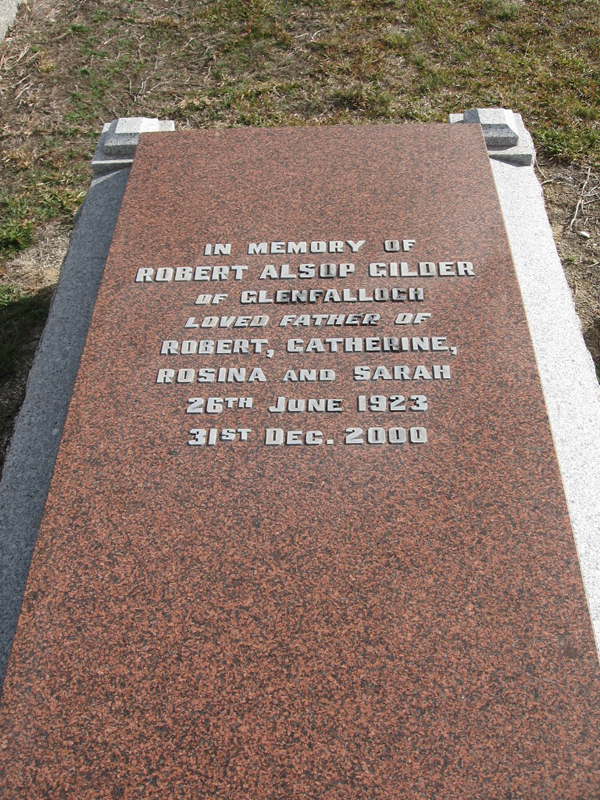 IN MEMORY OF
ROBERT ALSOP GILDER
OF GLENFALLOCH
LOVED FATHER OF
ROBERT, CATHERINE,
ROSINA AND SARAH
26TH JUNE 1923
31ST DEC. 2000